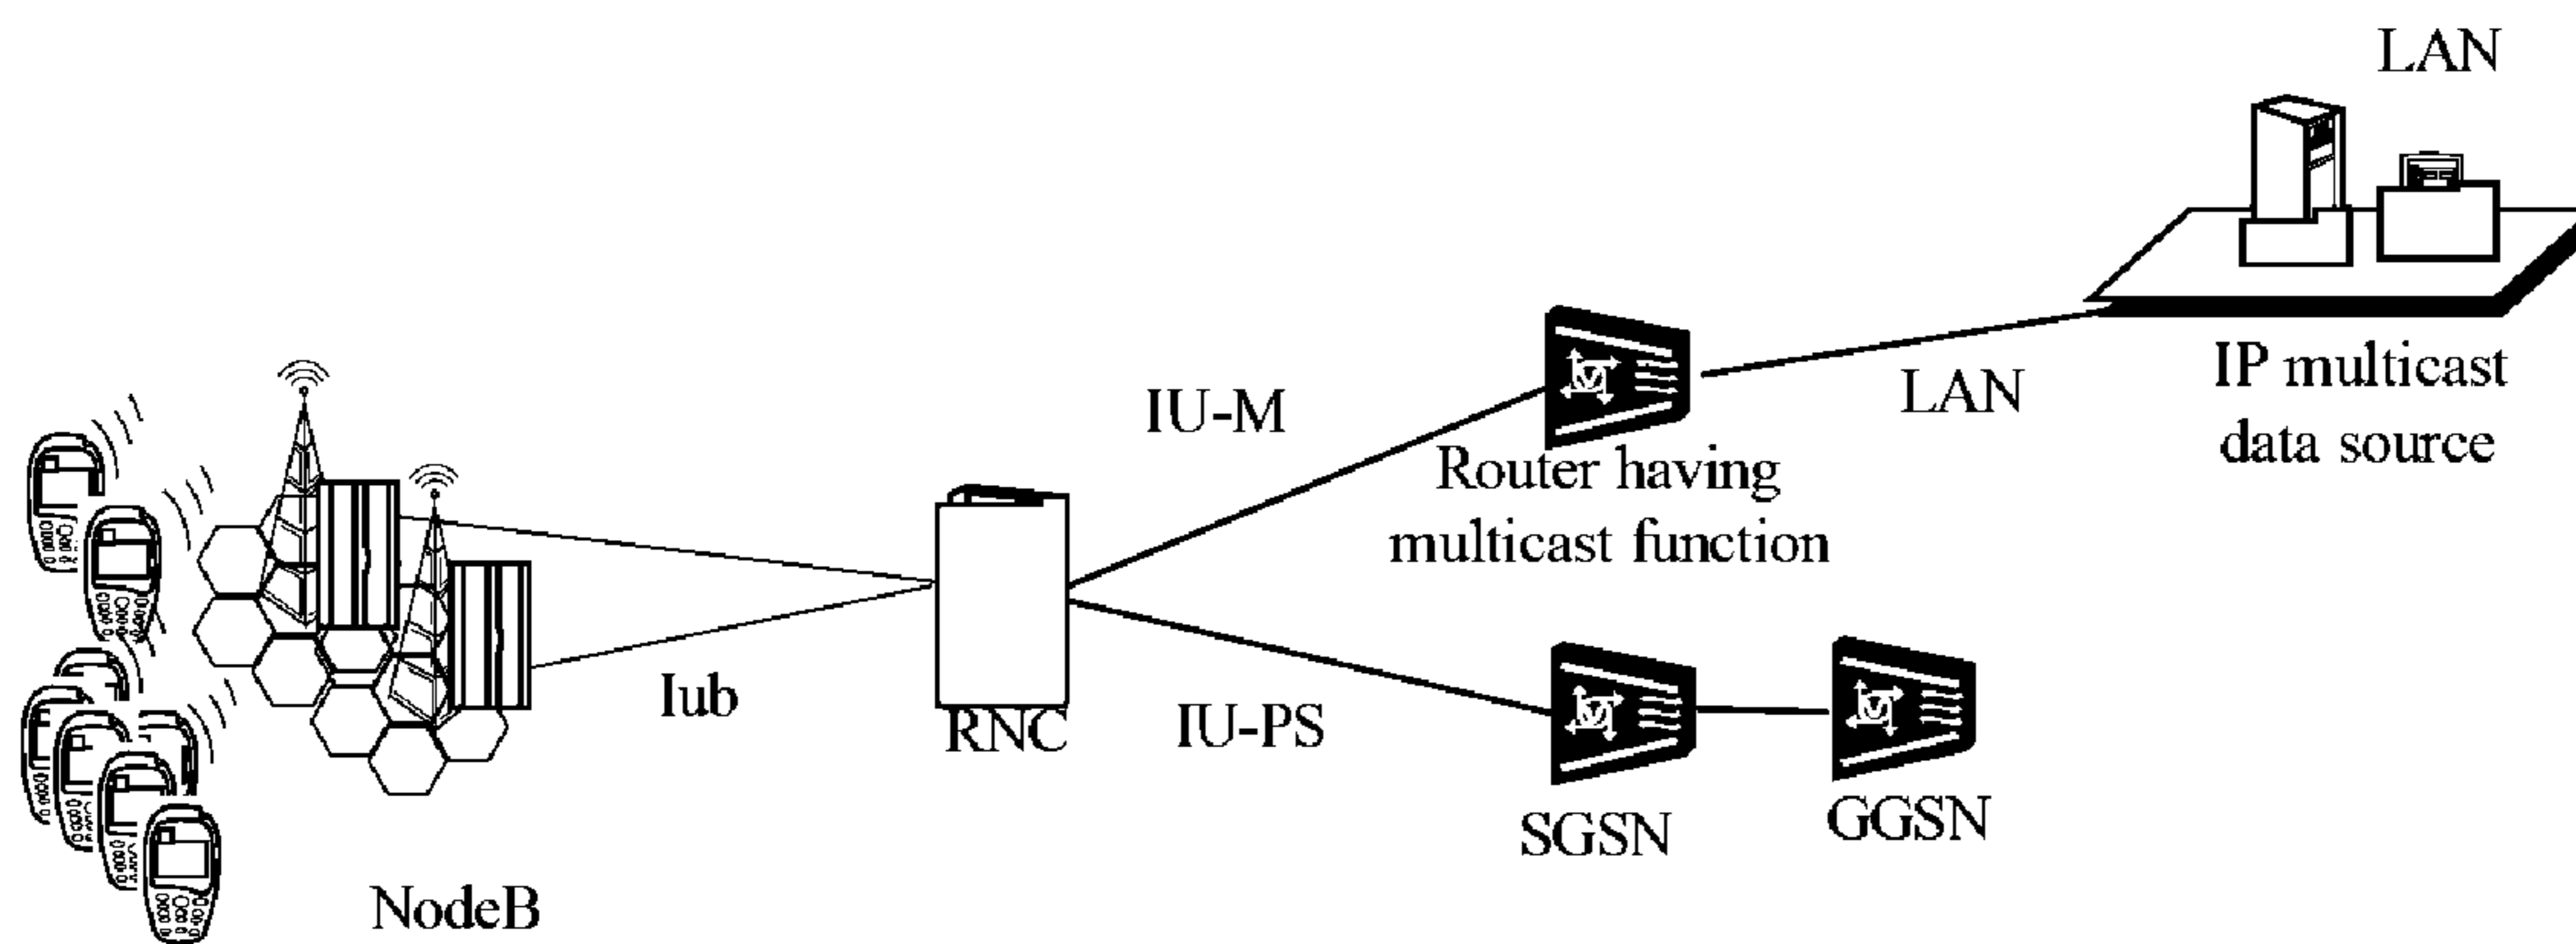 LAN
IP multicast
data source
LAN
IU-M
Router having
multicast function
Iub
RNC
IU-PS
SGSN
GGSN
NodeB